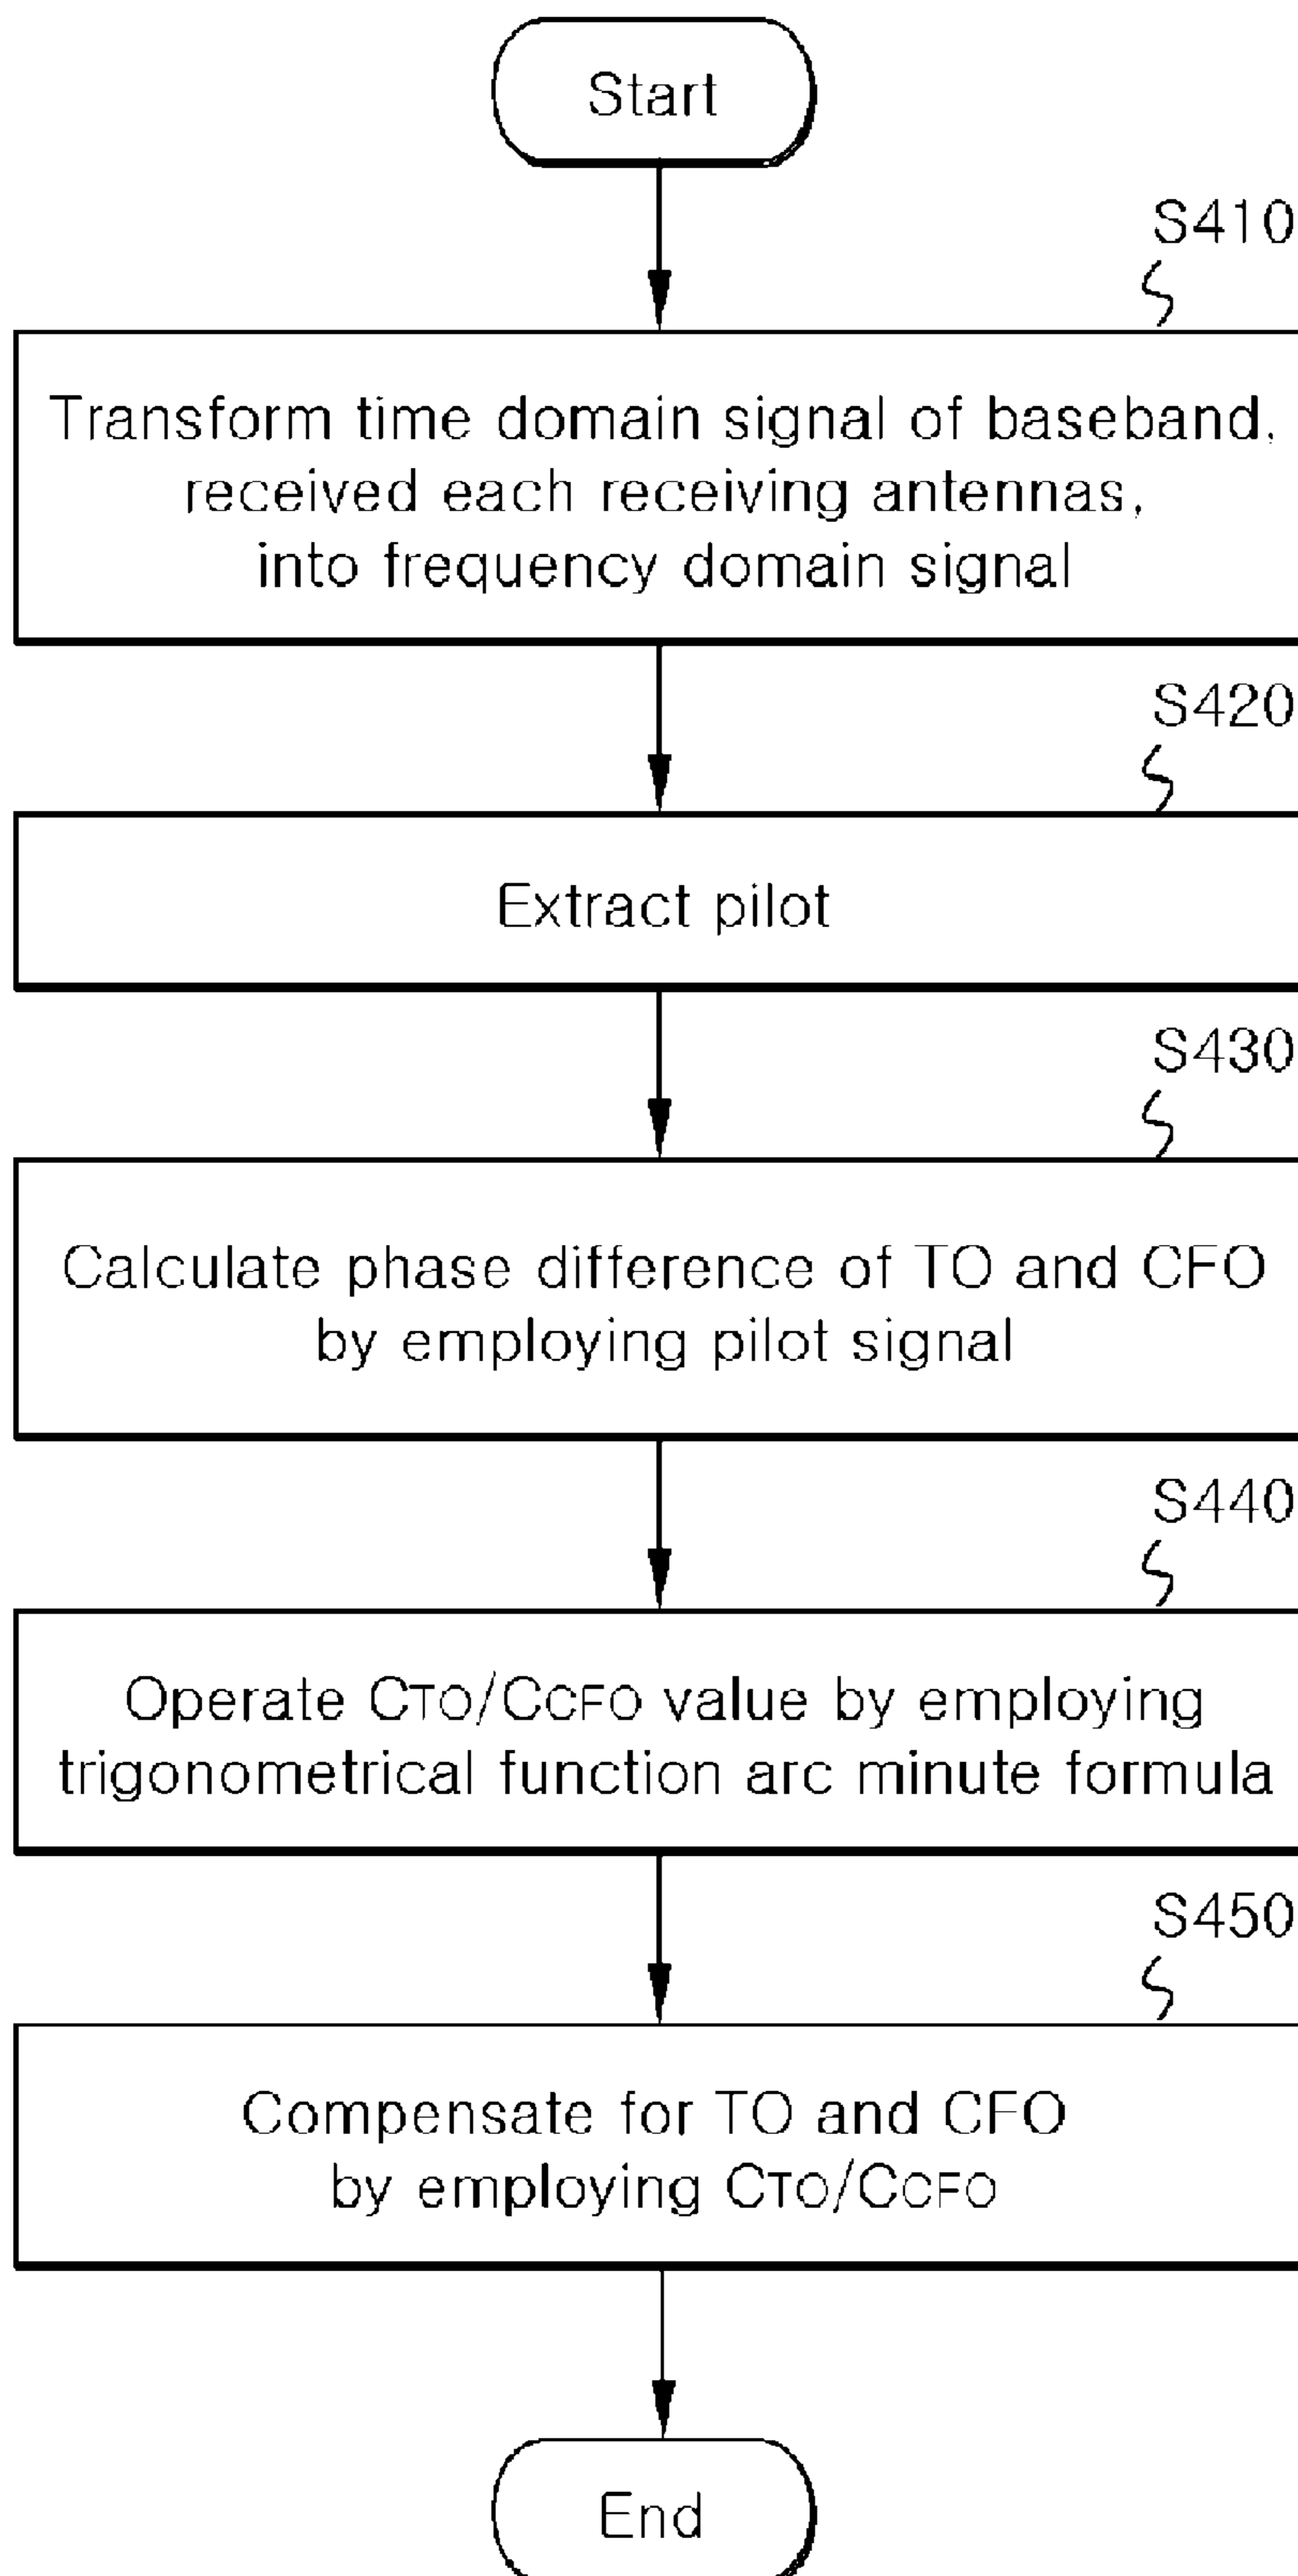 Start
S410
Transform time domain signal of baseband,
received each receiving antennas,
into frequency domain signal
S420
Extract pilot
S430
Calculate phase difference of TO and CFO
by employing pilot signal
S440
Operate CTO/CCFO value by employing
trigonometrical function arc minute formula
S450
Compensate for TO and CFO
by employing CTO/CCFO
End